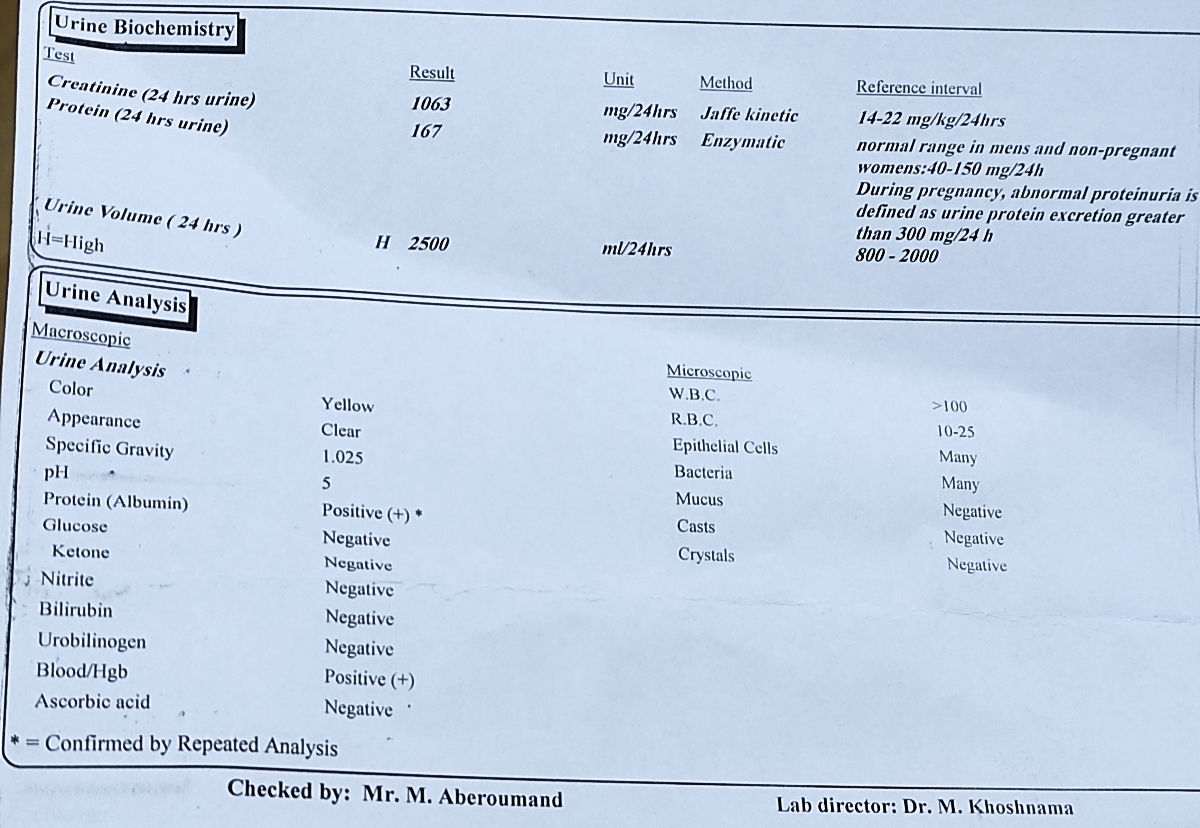 Urine Biochemistry
Test Result Unit Method Reference interval
Creatinine (24 hrs urine) 1063 mg/24hrs Jaffe kinetic 14-22 mg/kg/24hrs
Protein (24 hrs urine) 167 mg/24hrs Enzymatic normal range in mens and non-pregnant
womens:40-150 mg/24h
During pregnancy, abnormal proteinuria is
defined as urine protein excretion greater
than 300 mg/24 h
Urine Volume ( 24 hrs ) H 2500 ml/24hrs 800 - 2000
H=High
Urine Analysis
Macroscopic
Urine Analysis
Color Yellow
Appearance Clear
Specific Gravity 1.025
pH 5
Protein (Albumin) Positive (+) *
Glucose Negative
Ketone Negative
Nitrite Negative
Bilirubin Negative
Urobilinogen Negative
Blood/Hgb Positive (+)
Ascorbic acid Negative
Microscopic
W.B.C. >100
R.B.C. 10-25
Epithelial Cells Many
Bacteria Many
Mucus Negative
Casts Negative
Crystals Negative
* = Confirmed by Repeated Analysis
Checked by: Mr. M. Aberoumand
Lab director: Dr. M. Khoshnama